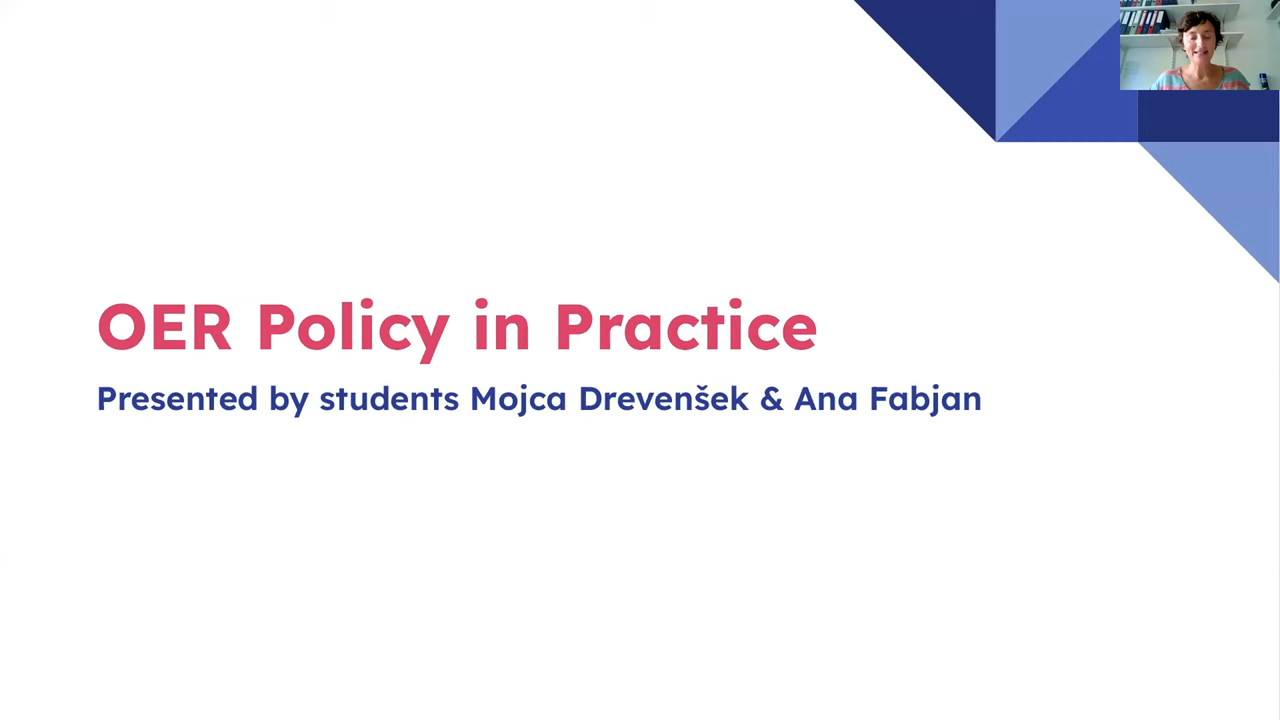 OER Policy in Practice
Presented by students Mojca Drevenšek & Ana Fabjan